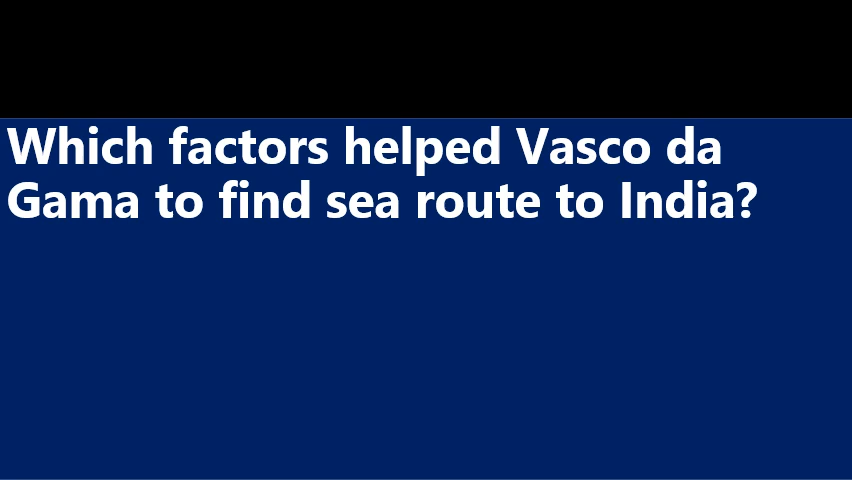 Which factors helped Vasco da
Gama to find sea route to India?